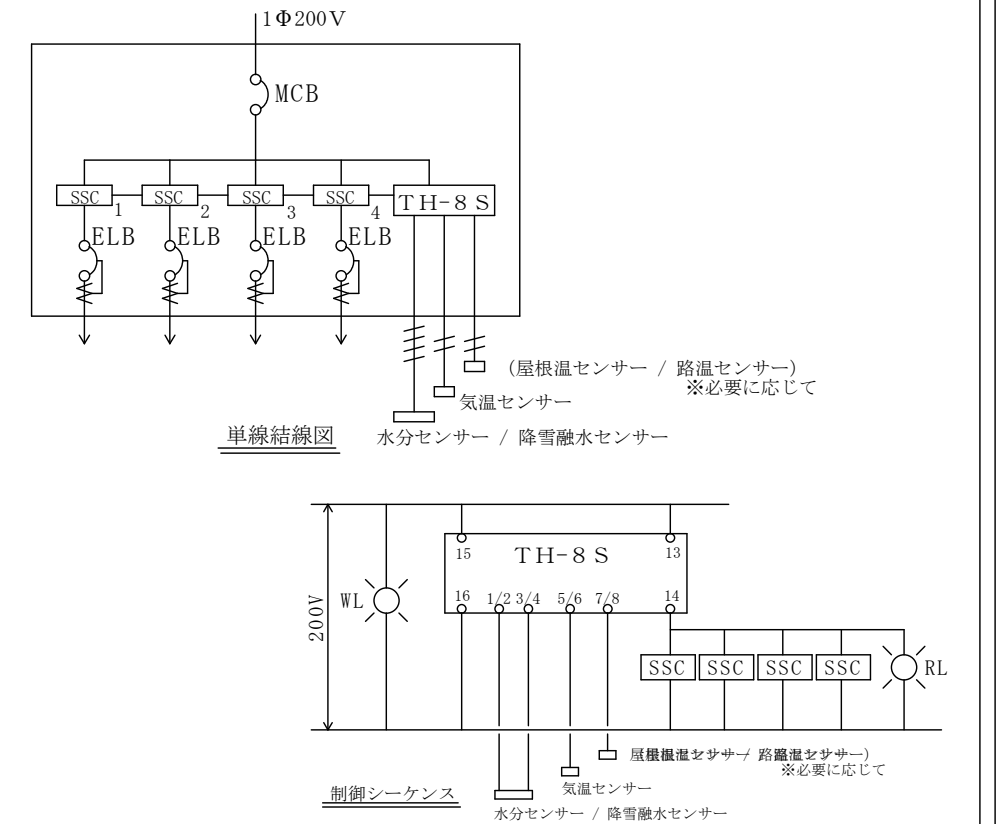 1Φ200V
MCB
SSC 1 SSC 2 SSC 3 SSC 4 TH-8S
ELB ELB ELB ELB
(屋根温センサー / 路温センサー)
※必要に応じて
気温センサー
水分センサー / 降雪融水センサー
単線結線図
15 TH-8S 13
16 1/2 3/4 5/6 7/8 14
200V
WL
SSC SSC SSC SSC RL
※必要に応じて
気温センサー
水分センサー / 降雪融水センサー
制御シーケンス